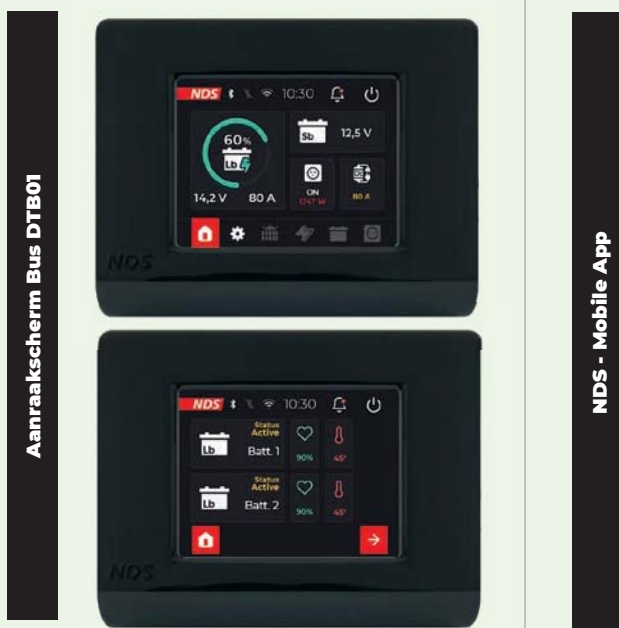 Aanraakscherm Bus DTB01
NDS 10:30
60%
Lb
14,2 V 80 A
Sb 12,5 V
ON
1247 W
80 A
NDS
NDS 10:30
Lb
Status
Active
Batt. 1
90%
45°
Lb
Status
Active
Batt. 2
90%
45°
NDS
NDS - Mobile App